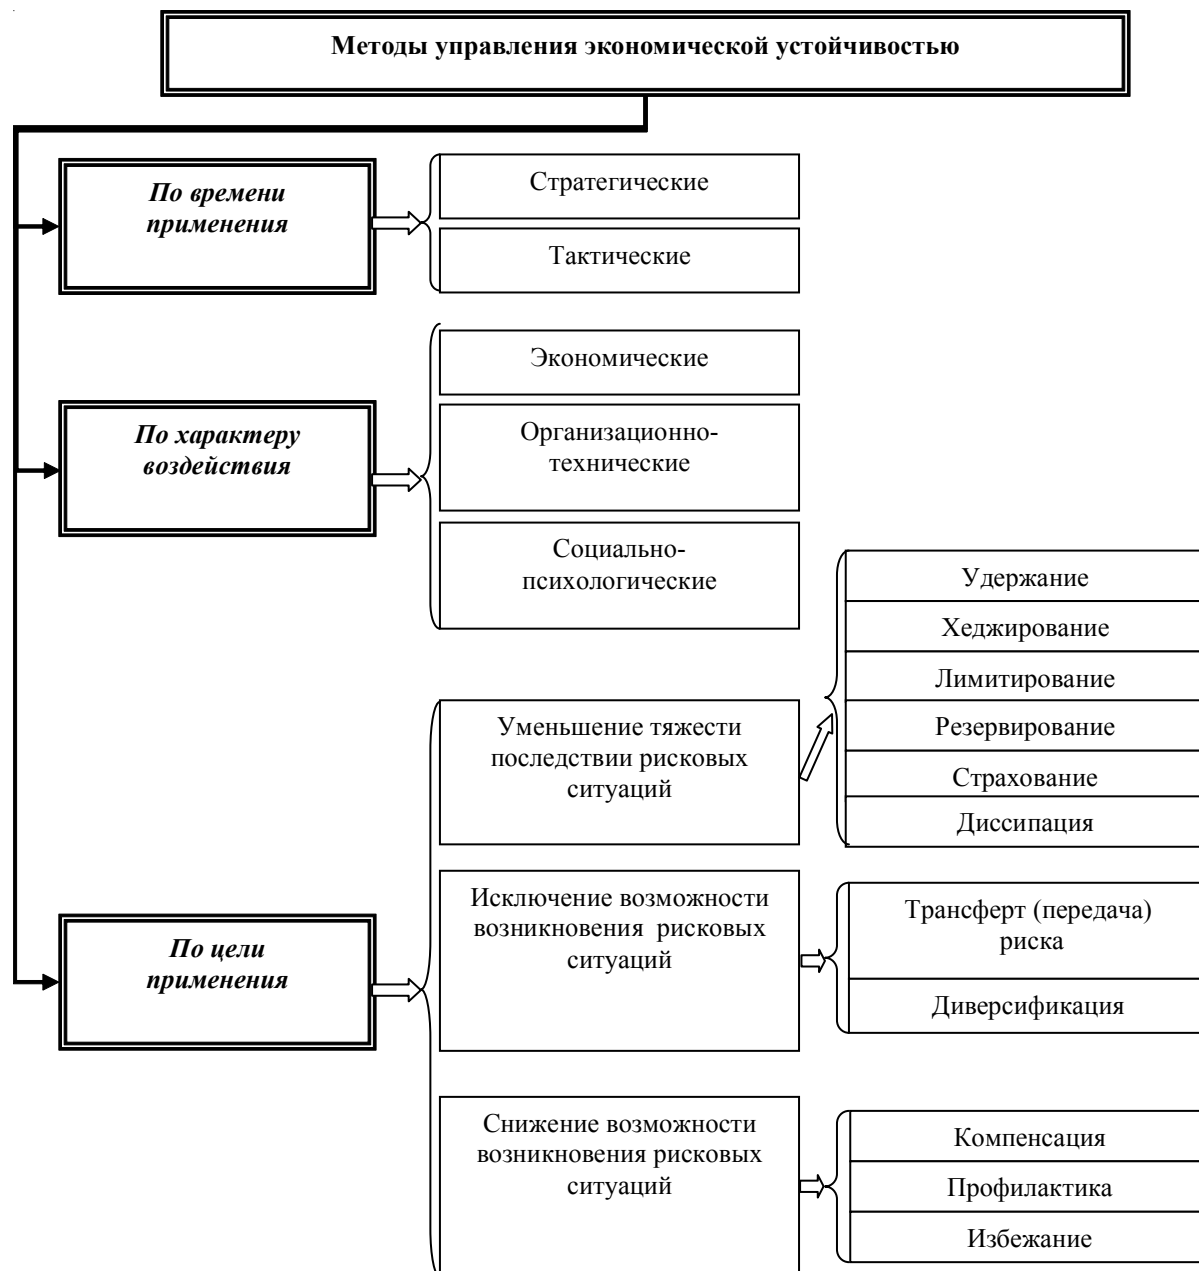 Методы управления экономической устойчивостью
По времени
применения
Стратегические
Тактические
По характеру
воздействия
Экономические
Организационно-
технические
Социально-
психологические
По цели
применения
Уменьшение тяжести
последствии рисковых
ситуаций
Удержание
Хеджирование
Лимитирование
Резервирование
Страхование
Диссипация
Исключение возможности
возникновения рисковых
ситуаций
Трансферт (передача)
риска
Диверсификация
Снижение возможности
возникновения рисковых
ситуаций
Компенсация
Профилактика
Избежание